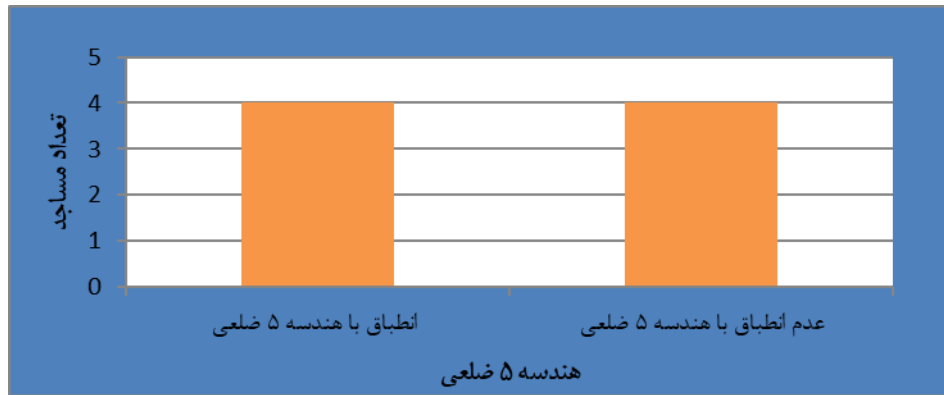 تعداد مساجد
5
4
3
2
1
0
انطباق با هندسه ۵ ضلعی
عدم انطباق با هندسه ۵ ضلعی
هندسه ۵ ضلعی